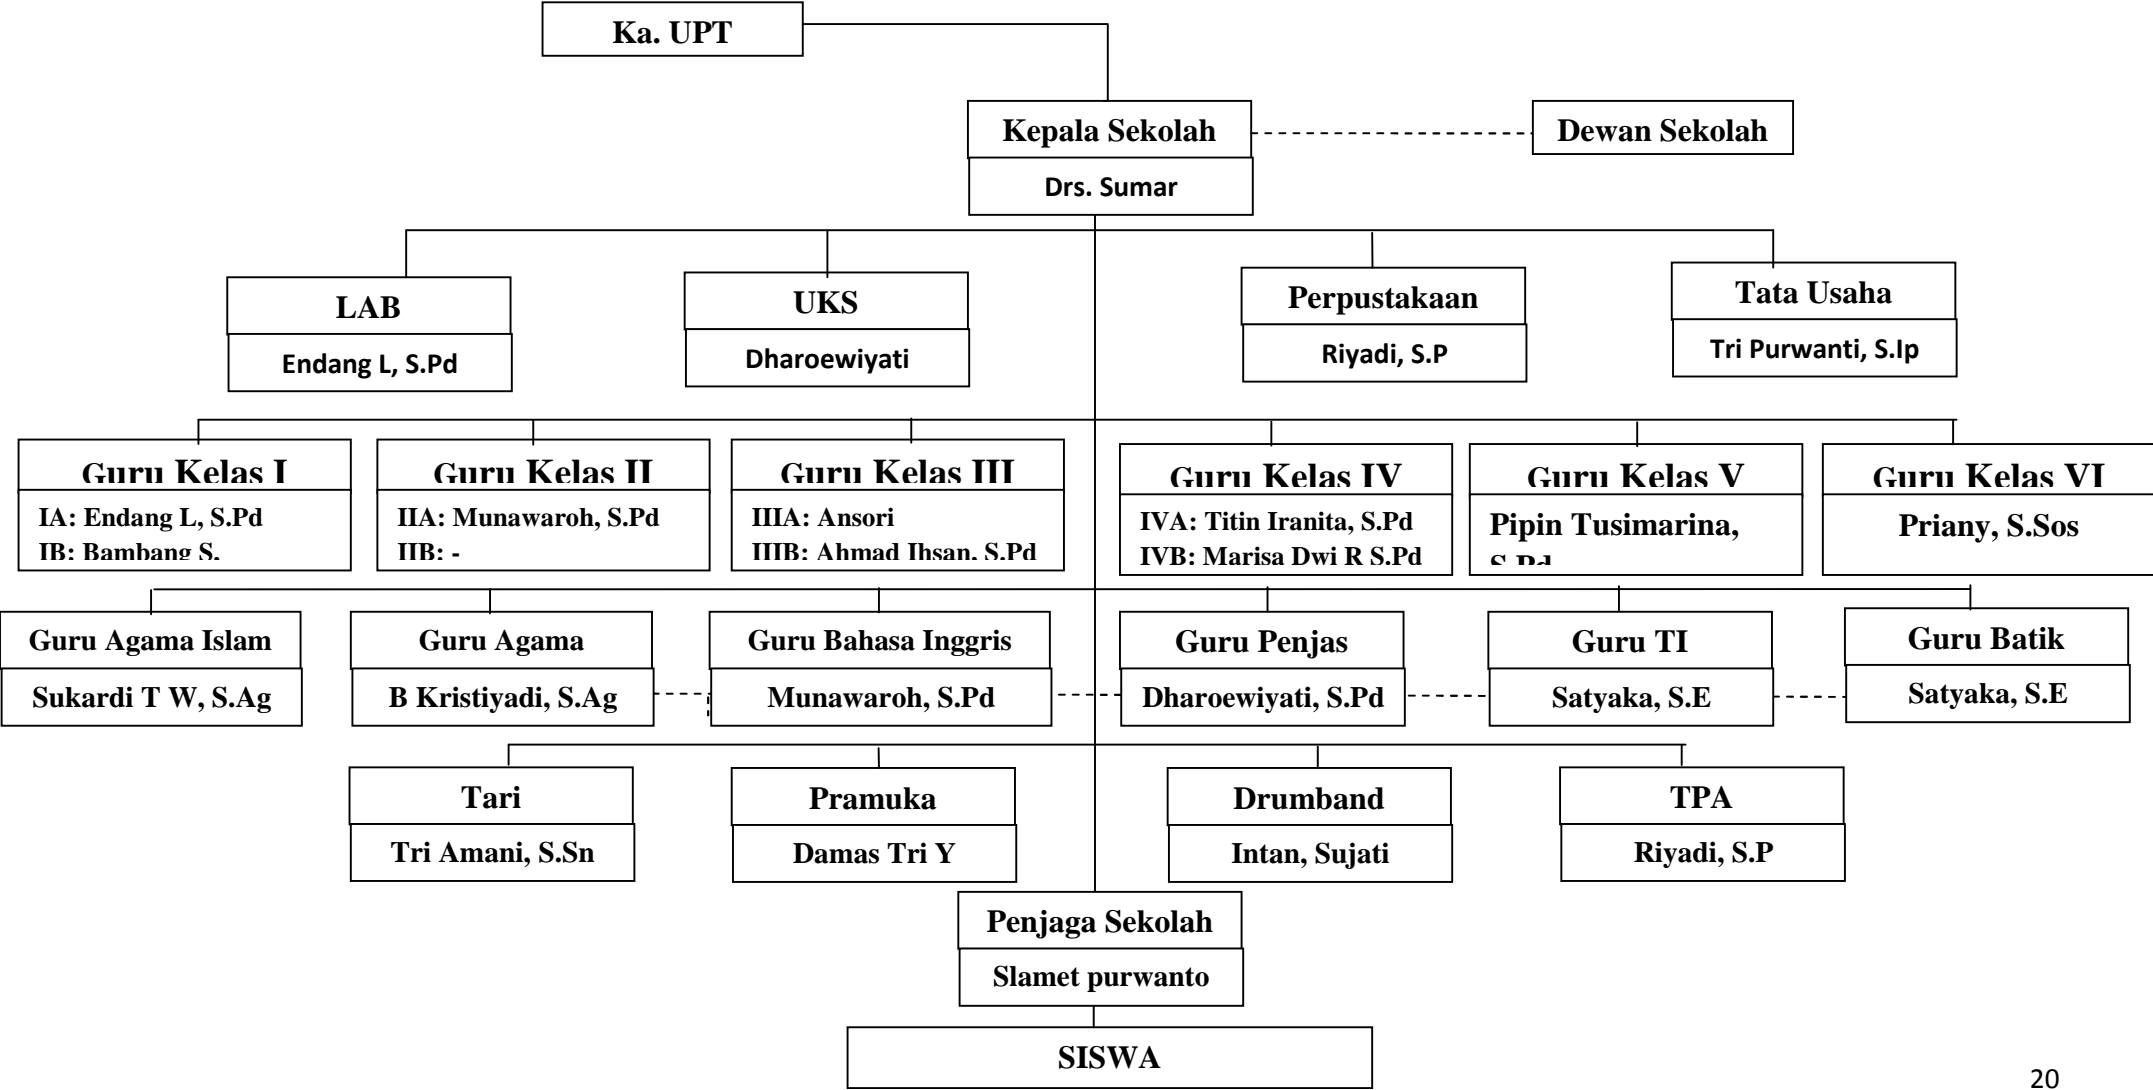 Ka. UPT
Kepala Sekolah
Dewan Sekolah
Drs. Sumar
LAB
UKS
Perpustakaan
Tata Usaha
Endang L, S.Pd
Dharoewiyati
Riyadi, S.P
Tri Purwanti, S.Ip
Guru Kelas I
Guru Kelas II
Guru Kelas III
Guru Kelas IV
Guru Kelas V
Guru Kelas VI
IA: Endang L, S.Pd
IB: Bambang S.
IIA: Munawaroh, S.Pd
IIB: -
IIIA: Ansori
IIIB: Ahmad Ihsan, S.Pd
IVA: Titin Iranita, S.Pd
IVB: Marisa Dwi R S.Pd
Pipin Tusimarina,
S.Pd
Priany, S.Sos
Guru Agama Islam
Guru Agama
Guru Bahasa Inggris
Guru Penjas
Guru TI
Guru Batik
Sukardi T W, S.Ag
B Kristiyadi, S.Ag
Munawaroh, S.Pd
Dharoewiyati, S.Pd
Satyaka, S.E
Satyaka, S.E
Tari
Pramuka
Drumband
TPA
Tri Amani, S.Sn
Damas Tri Y
Intan, Sujati
Riyadi, S.P
Penjaga Sekolah
Slamet purwanto
SISWA
20